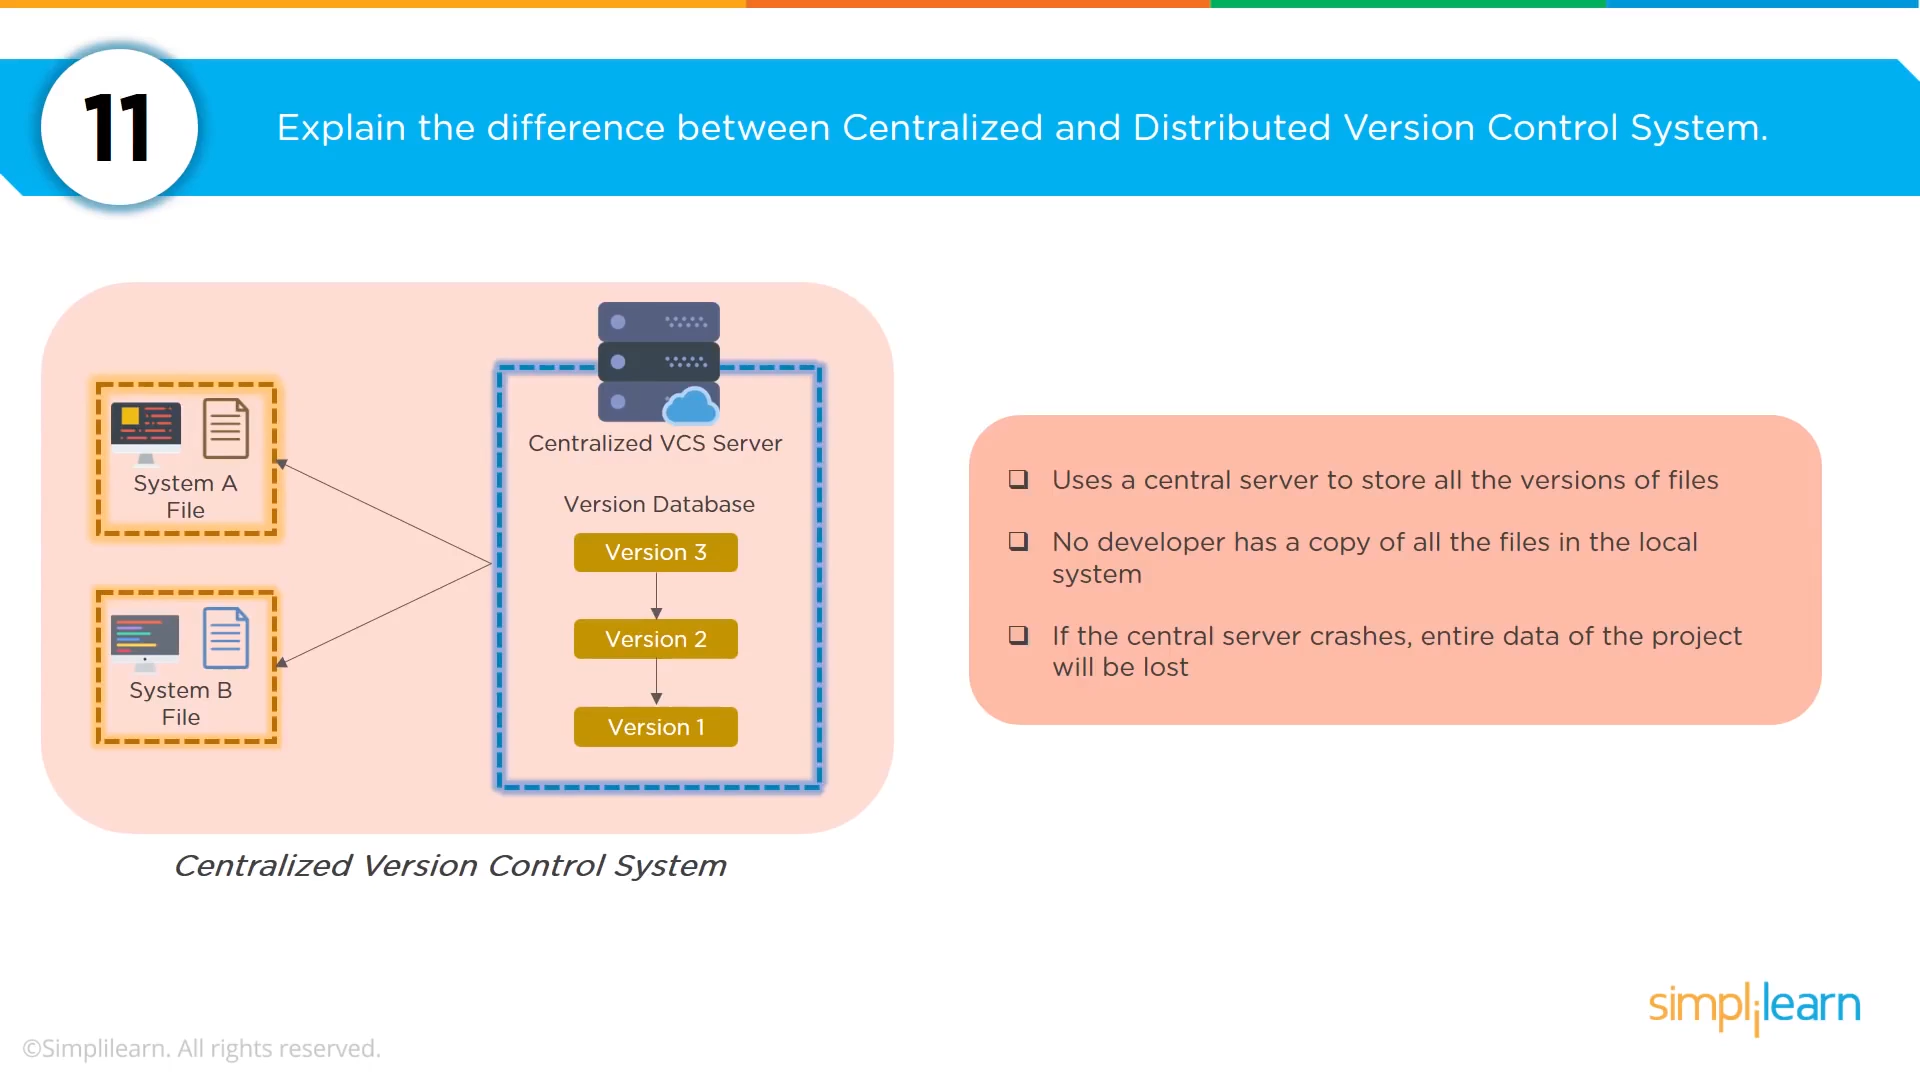 11
Explain the difference between Centralized and Distributed Version Control System.
Centralized VCS Server
System A
File
Version Database
Version 3
Version 2
Version 1
System B
File
Centralized Version Control System
❑ Uses a central server to store all the versions of files
❑ No developer has a copy of all the files in the local
system
❑ If the central server crashes, entire data of the project
will be lost
simplilearn
©Simplilearn. All rights reserved.